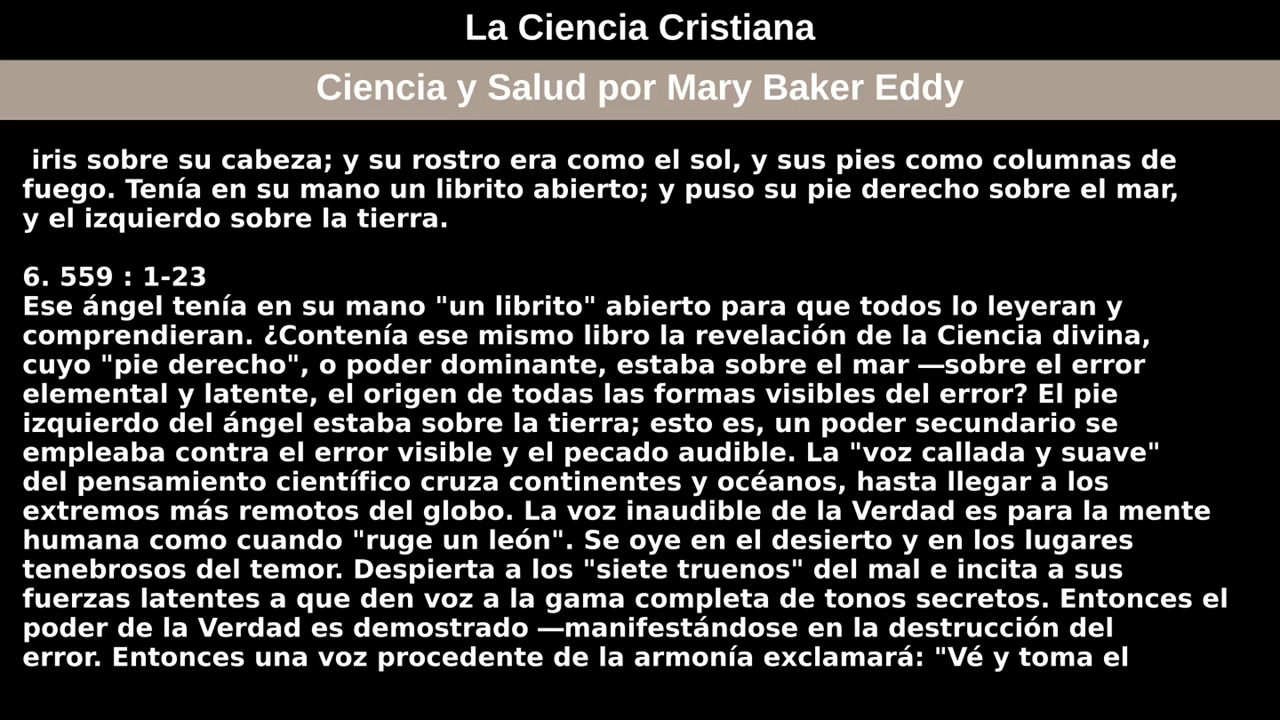 La Ciencia Cristiana
Ciencia y Salud por Mary Baker Eddy
iris sobre su cabeza; y su rostro era como el sol, y sus pies como columnas de
fuego. Tenía en su mano un librito abierto; y puso su pie derecho sobre el mar,
y el izquierdo sobre la tierra.
6. 559 : 1-23
Ese ángel tenía en su mano "un librito" abierto para que todos lo leyeran y
comprendieran. ¿Contenía ese mismo libro la revelación de la Ciencia divina,
cuyo "pie derecho", o poder dominante, estaba sobre el mar —sobre el error
elemental y latente, el origen de todas las formas visibles del error? El pie
izquierdo del ángel estaba sobre la tierra; esto es, un poder secundario se
empleaba contra el error visible y el pecado audible. La "voz callada y suave"
del pensamiento científico cruza continentes y océanos, hasta llegar a los
extremos más remotos del globo. La voz inaudible de la Verdad es para la mente
humana como cuando "ruge un león". Se oye en el desierto y en los lugares
tenebrosos del temor. Despierta a los "siete truenos" del mal e incita a sus
fuerzas latentes a que den voz a la gama completa de tonos secretos. Entonces el
poder de la Verdad es demostrado —manifestándose en la destrucción del
error. Entonces una voz procedente de la armonía exclamará: "Vé y toma el